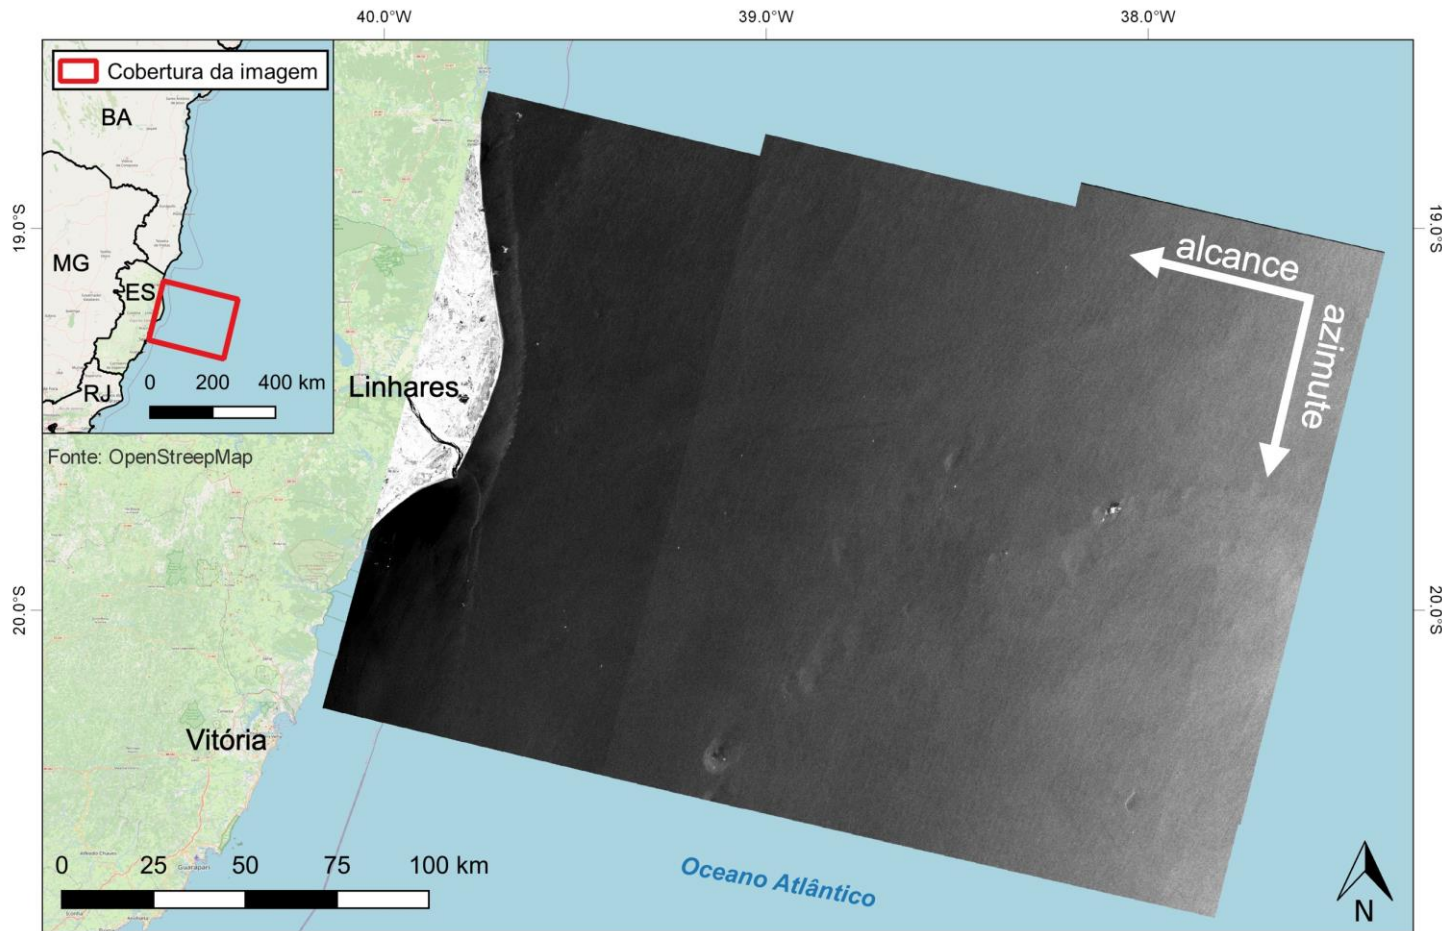 40.0°W
39.0°W
38.0°W
Cobertura da imagem
BA
MG
ES
RJ
0 200 400 km
Fonte: OpenStreepMap
19.0°S
19.0°S
20.0°S
20.0°S
alcance
azimute
Linhares
Vitória
Guarapari
0 25 50 75 100 km
Oceano Atlântico
N